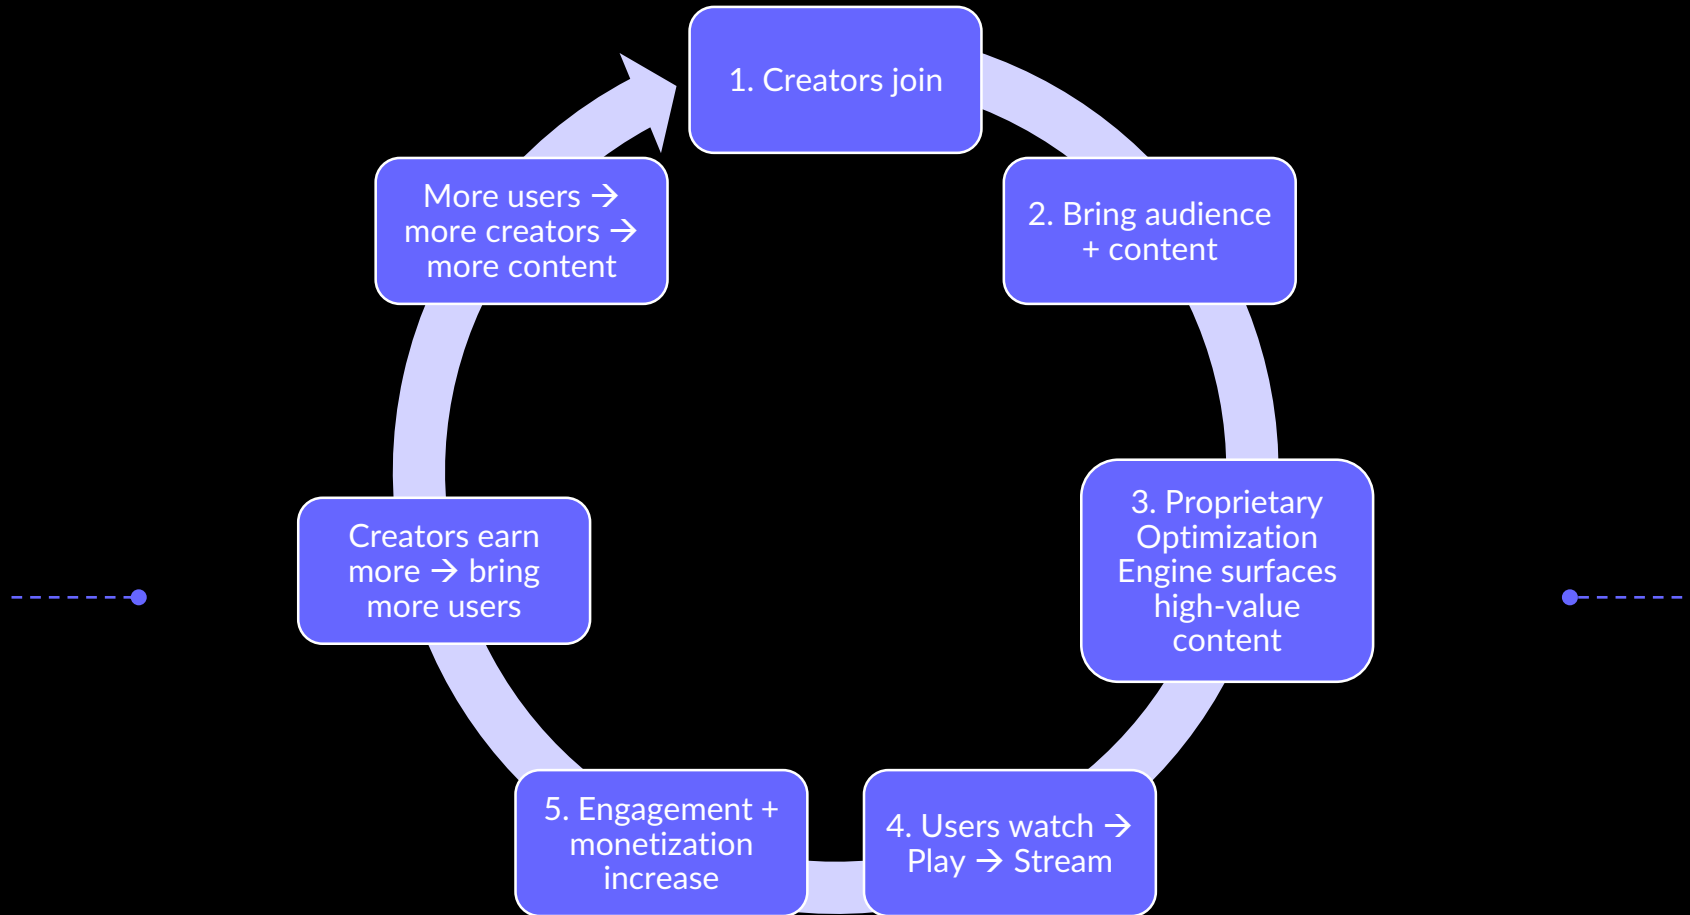 1. Creators join
2. Bring audience
+ content
3. Proprietary
Optimization
Engine surfaces
high-value
content
4. Users watch →
Play → Stream
5. Engagement +
monetization
increase
Creators earn
more → bring
more users
More users →
more creators →
more content